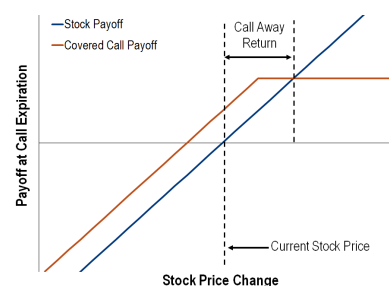 Stock Payoff
Covered Call Payoff
Call Away
Return
Payoff at Call Expiration
Current Stock Price
Stock Price Change